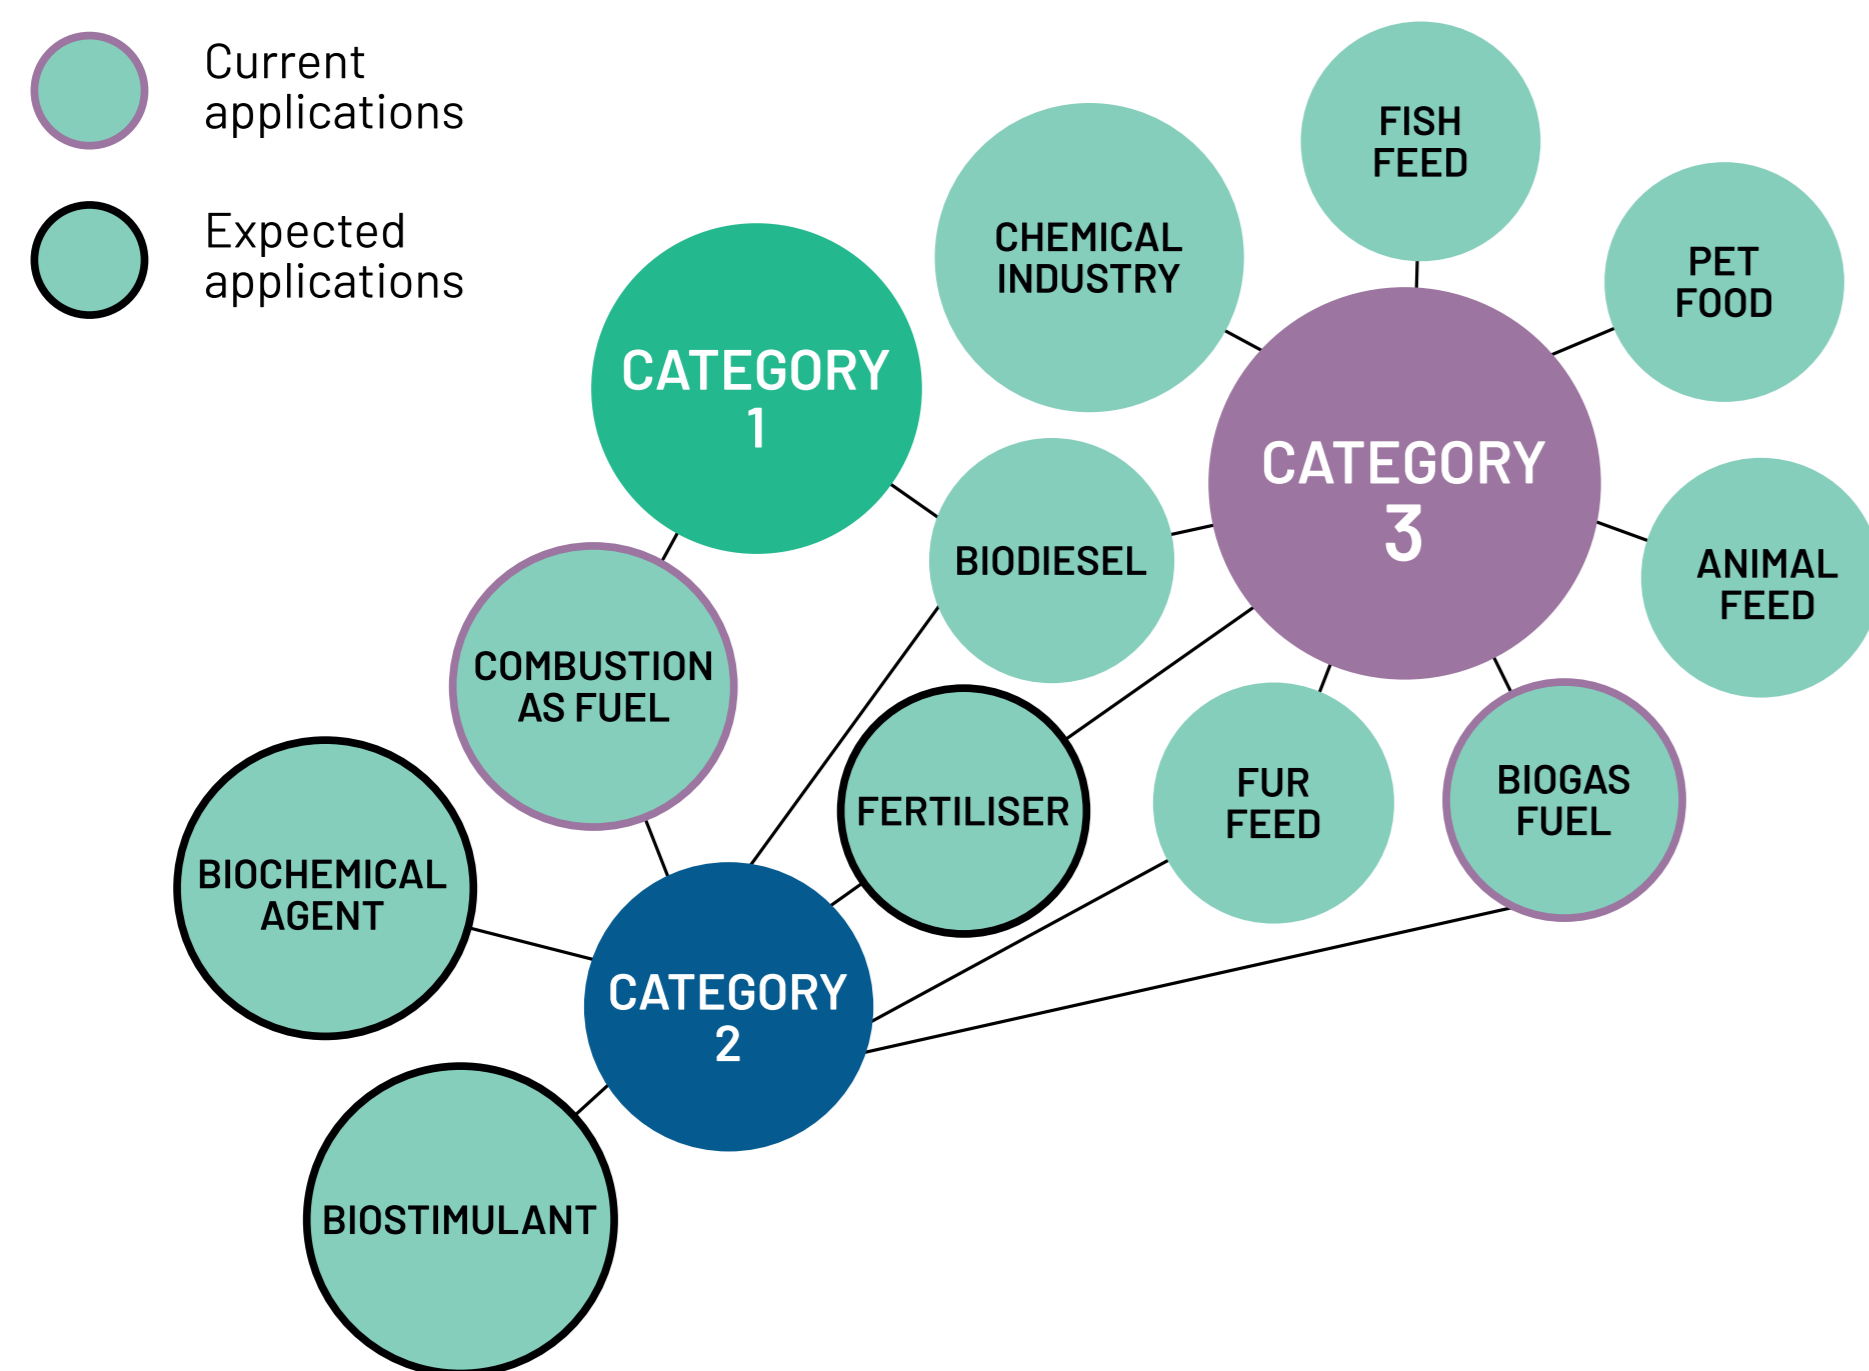 Current
applications
Expected
applications
FISH
FEED
CHEMICAL
INDUSTRY
PET
FOOD
CATEGORY
1
CATEGORY
3
BIODIESEL
ANIMAL
FEED
COMBUSTION
AS FUEL
FERTILISER
FUR
FEED
BIOGAS
FUEL
BIOCHEMICAL
AGENT
CATEGORY
2
BIOSTIMULANT